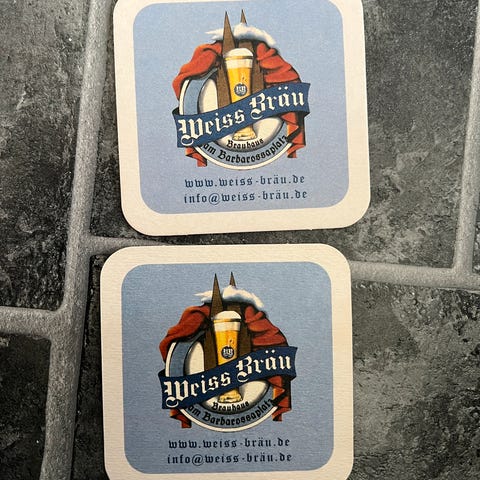 Weiss Bräu
Brauhaus
am Barbarossaplatz
www.weiss-bräu.de
info@weiss-bräu.de
Weiss Bräu
Brauhaus
am Barbarossaplatz
www.weiss-bräu.de
info@weiss-bräu.de